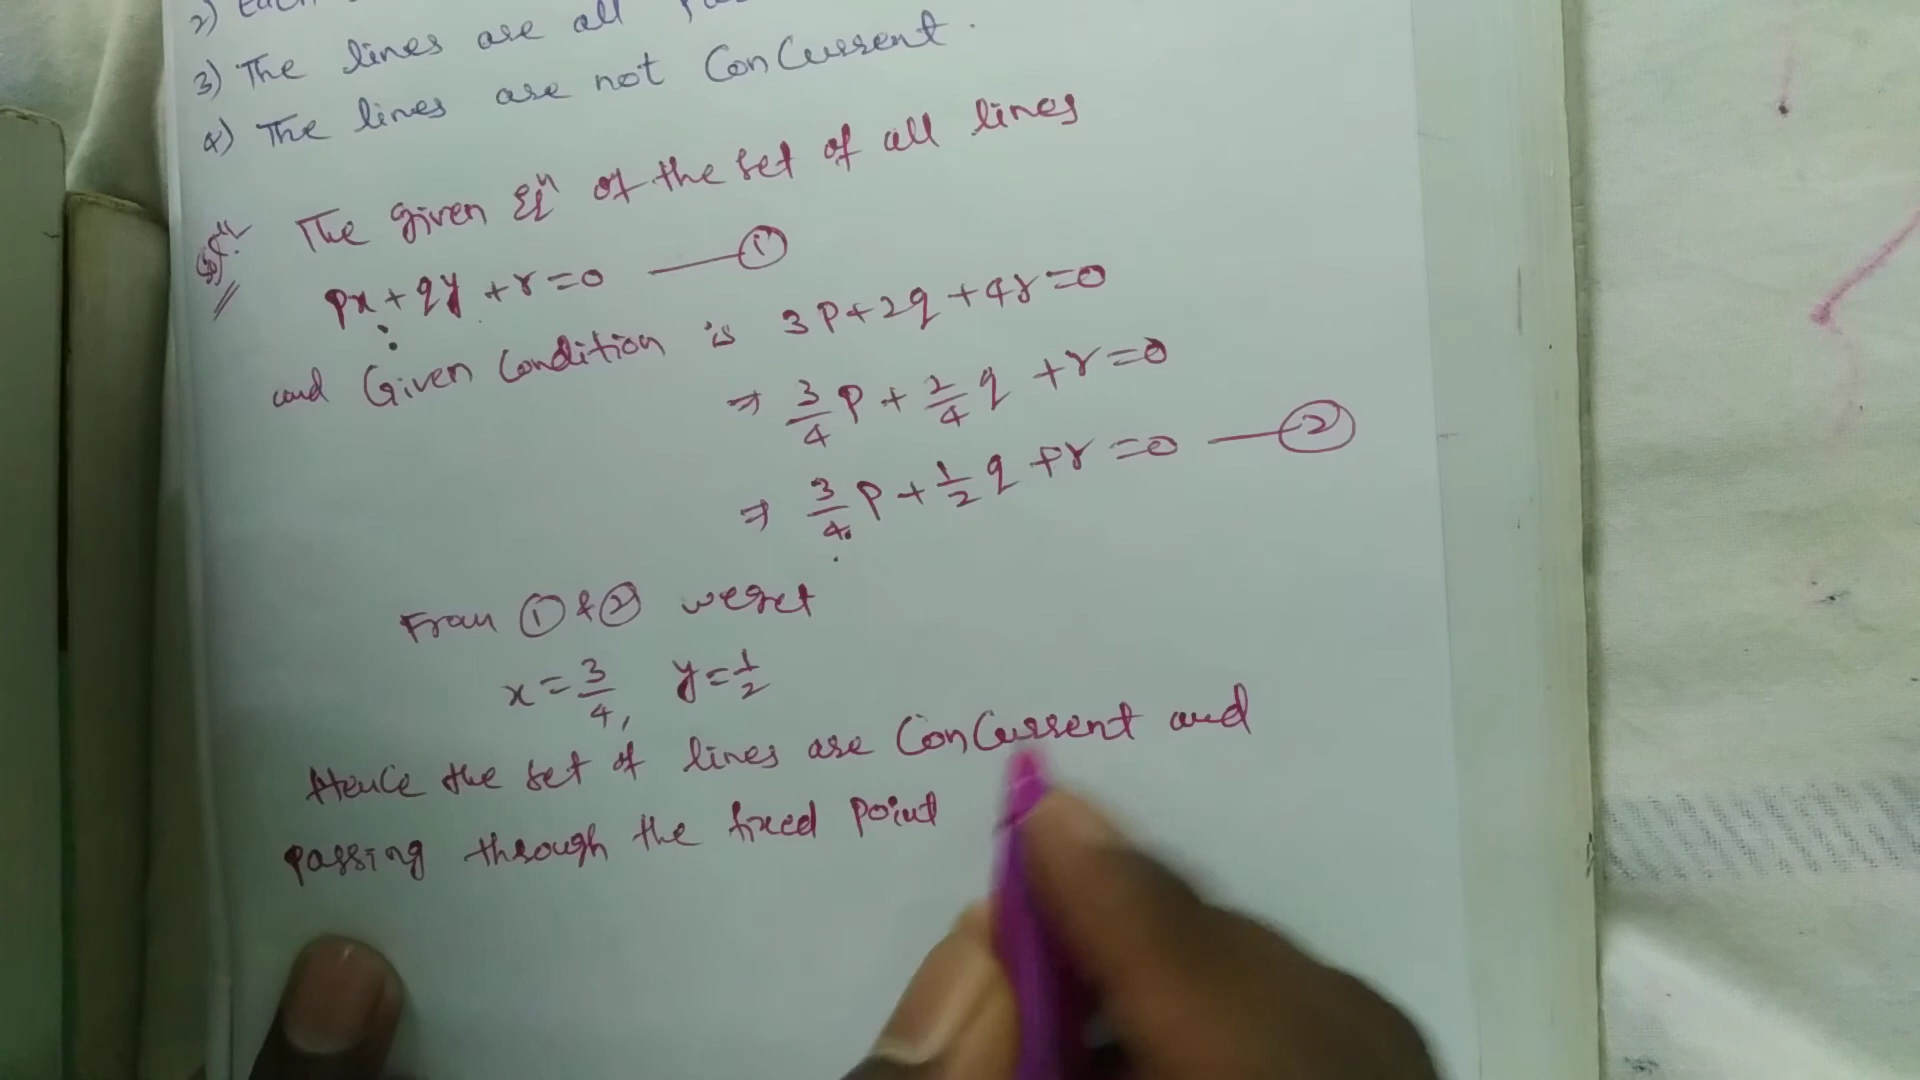 2) Each
3) The lines are all
4) The lines are not Concurrent.
Sol: The given Eqn of the set of all lines
px + qy + r = 0 —— ①
and Given Condition is 3p + 2q + 4r = 0
⇒ 3/4 p + 2/4 q + r = 0
⇒ 3/4 p + 1/2 q + r = 0 —— ②
From ① & ② we get
x = 3/4, y = 1/2
Hence the set of lines are Concurrent and
passing through the fixed point